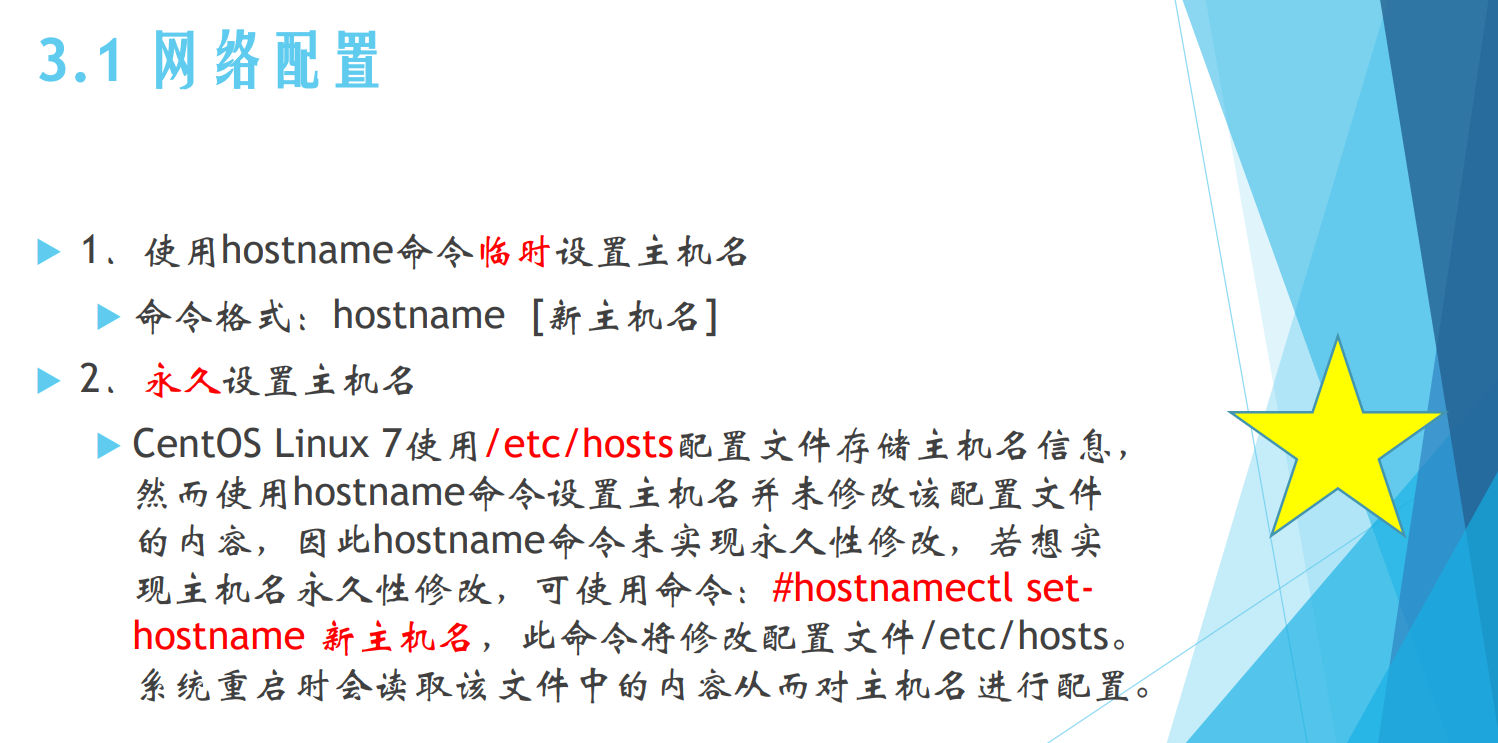 3.1 网络配置
1、使用hostname命令临时设置主机名
命令格式：hostname [新主机名]
2、永久设置主机名
CentOS Linux 7使用/etc/hosts配置文件存储主机名信息，
然而使用hostname命令设置主机名并未修改该配置文件
的内容，因此hostname命令未实现永久性修改，若想实
现主机名永久性修改，可使用命令：#hostnamectl set-
hostname 新主机名，此命令将修改配置文件/etc/hosts。
系统重启时会读取该文件中的内容从而对主机名进行配置。